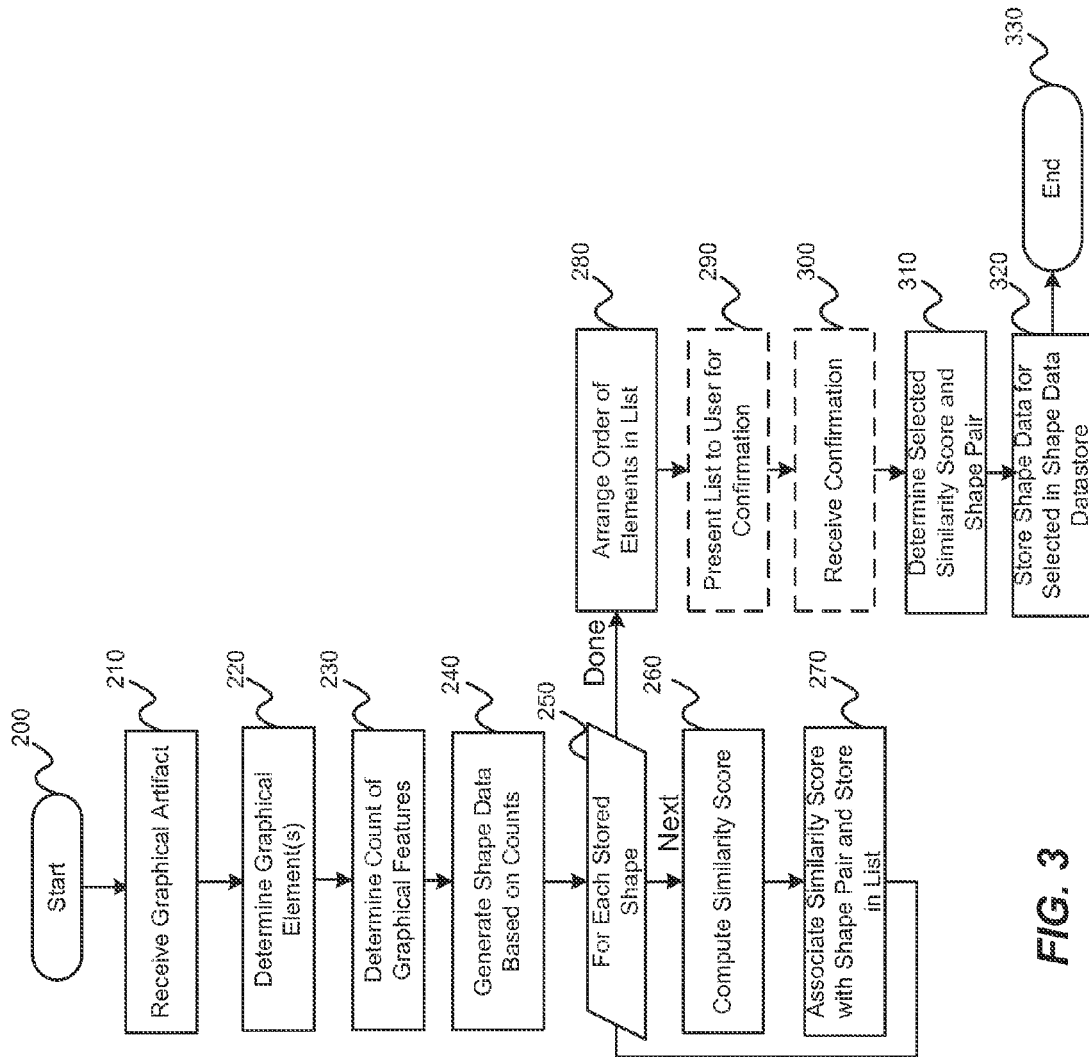 200
Start
210
Receive Graphical Artifact
220
Determine Graphical
Element(s)
230
Determine Count of
Graphical Features
240
Generate Shape Data
Based on Counts
250
For Each Stored
Shape
Done
Next
260
Compute Similarity Score
270
Associate Similarity Score
with Shape Pair and Store
in List
280
Arrange Order of
Elements in List
290
Present List to User for
Confirmation
300
Receive Confirmation
310
Determine Selected
Similarity Score and
Shape Pair
320
Store Shape Data for
Selected in Shape Data
Datastore
330
End
FIG. 3